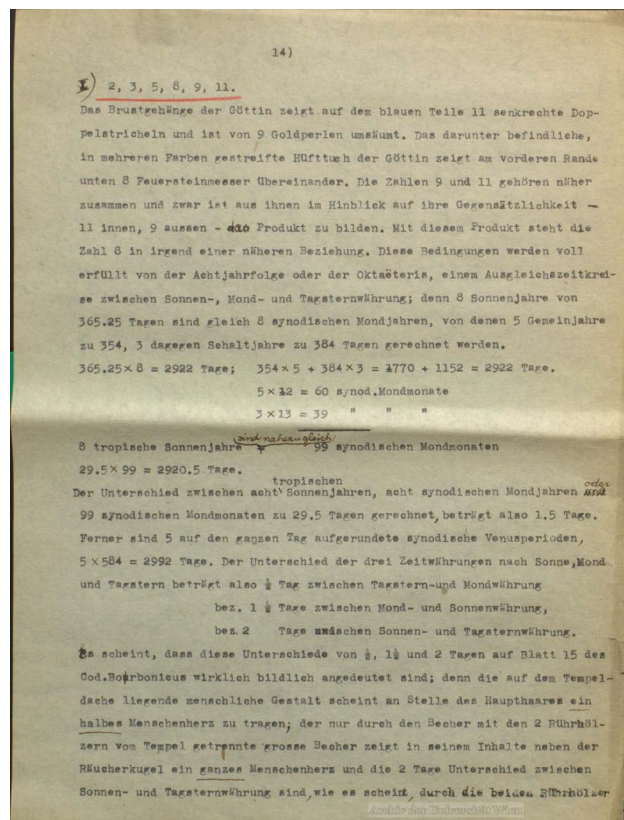 14)
I) 2, 3, 5, 8, 9, 11.
Das Brustgehänge der Göttin zeigt auf dem blauen Teile 11 senkrechte Dop-
pelstricheln und ist von 9 Goldperlen umsäumt. Das darunter befindliche,
in mehreren Farben gestreifte Hüfttuch der Göttin zeigt am vorderen Rande
unten 8 Feuersteinmesser übereinander. Die Zahlen 9 und 11 gehören näher
zusammen und zwar ist aus ihnen im Hinblick auf ihre Gegensätzlichkeit -
11 innen, 9 aussen - das Produkt zu bilden. Mit diesem Produkt steht die
Zahl 8 in irgend einer näheren Beziehung. Diese Bedingungen werden voll
erfüllt von der Achtjahrfolge oder der Oktaëteris, einem Ausgleichszeitkrei-
se zwischen Sonnen-, Mond- und Tagsternwährung; denn 8 Sonnenjahre von
365.25 Tagen sind gleich 8 synodischen Mondjahren, von denen 5 Gemeinjahre
zu 354, 3 dagegen Schaltjahre zu 384 Tagen gerechnet werden.
365.25 × 8 = 2922 Tage; 354 × 5 + 384 × 3 = 1770 + 1152 = 2922 Tage.
5 × 12 = 60 synod.Mondmonate
3 × 13 = 39 " " "
8 tropische Sonnenjahre sind nahezu gleich 99 synodischen Mondmonaten
29.5 × 99 = 2920.5 Tage.
tropischen
Der Unterschied zwischen acht Sonnenjahren, acht synodischen Mondjahren oder
99 synodischen Mondmonaten zu 29.5 Tagen gerechnet, beträgt also 1.5 Tage.
Ferner sind 5 auf den ganzen Tag aufgerundete synodische Venusperioden,
5 × 584 = 2992 Tage. Der Unterschied der drei Zeitwährungen nach Sonne, Mond
und Tagstern beträgt also ½ Tag zwischen Tagstern-und Mondwährung
bez. 1 ½ Tage zwischen Mond- und Sonnenwährung,
bez. 2 Tage zwischen Sonnen- und Tagsternwährung.
Es scheint, dass diese Unterschiede von ½, 1½ und 2 Tagen auf Blatt 15 des
Cod.Borbonicus wirklich bildlich angedeutet sind; denn die auf dem Tempel-
dache liegende menschliche Gestalt scheint an Stelle des Haupthaares ein
halbes Menschenherz zu tragen; der nur durch den Becher mit den 2 Rührhöl-
zern vom Tempel getrennte grosse Becher zeigt in seinem Inhalte neben der
Räucherkugel ein ganzes Menschenherz und die 2 Tage Unterschied zwischen
Sonnen- und Tagsternwährung sind, wie es scheint, durch die beiden Rührhölzer
Archiv der Universität Wien